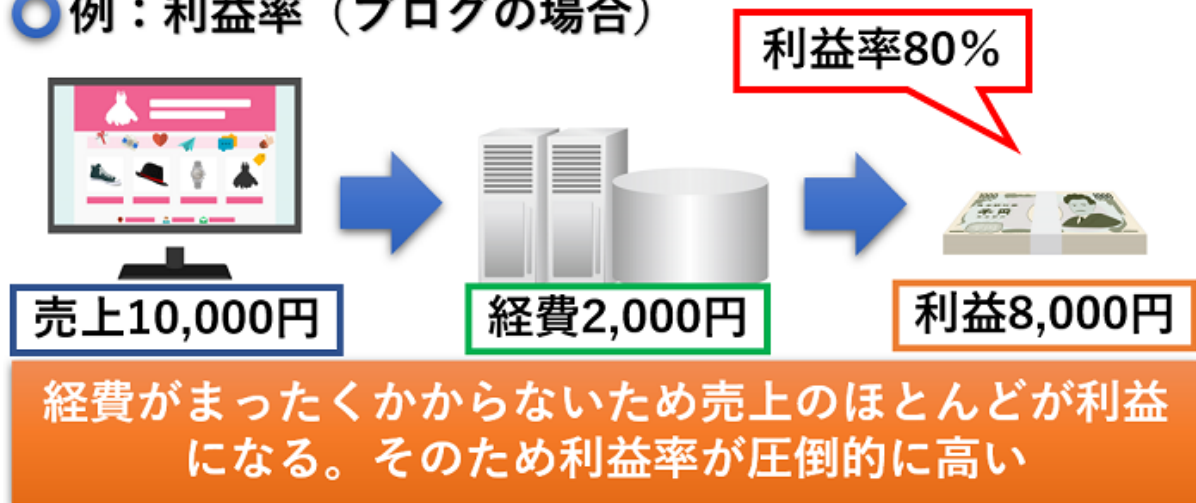 例：利益率（ブログの場合）
利益率80％
売上10,000円
経費2,000円
利益8,000円
経費がまったくかからないため売上のほとんどが利益
になる。そのため利益率が圧倒的に高い